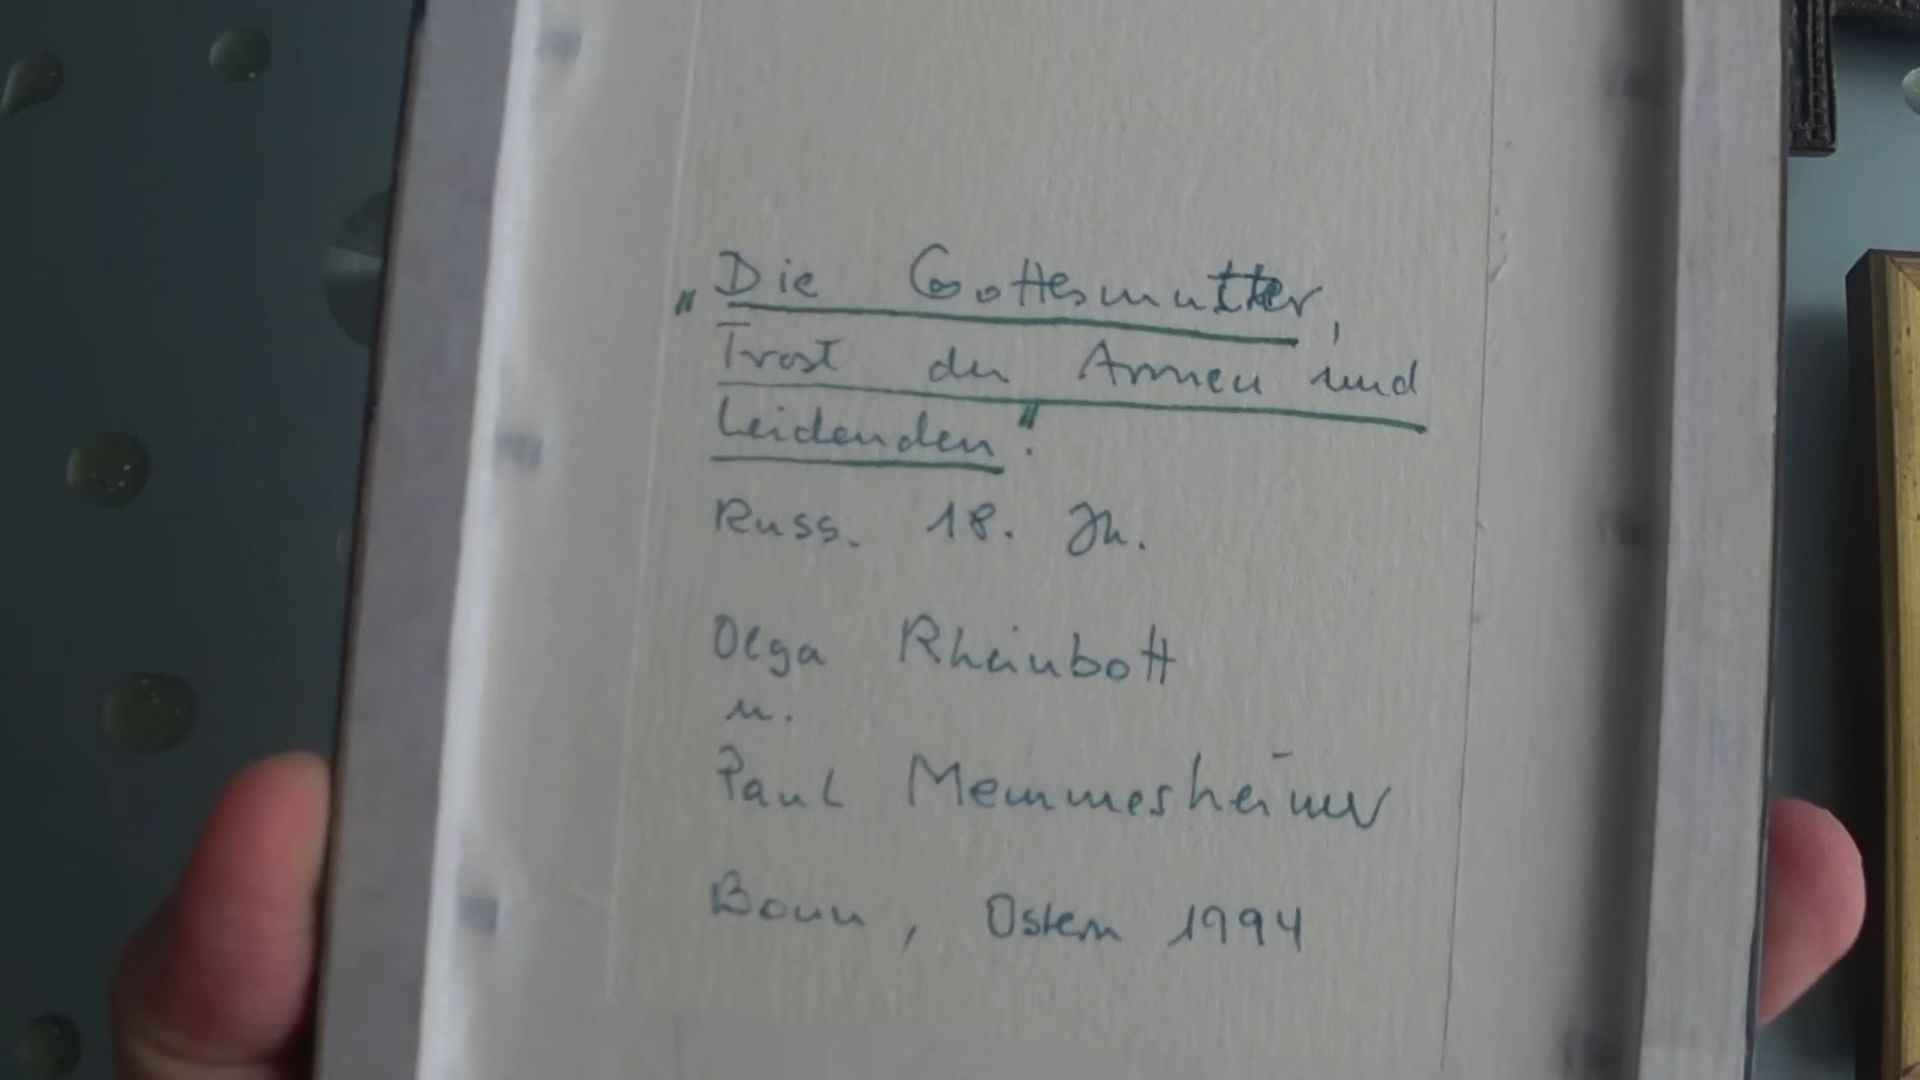 „Die Gottesmutter,
Trost der Armen und
Leidenden“.
Russ. 18. Jh.
Olga Rheinbott
u.
Paul Memmesheimer
Bonn, Ostern 1994